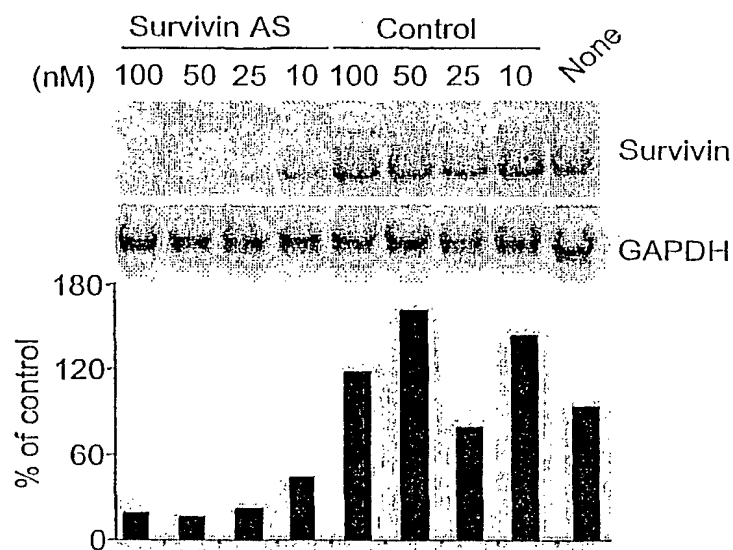 Survivin AS Control
(nM) 100 50 25 10 100 50 25 10 None
Survivin
GAPDH
180
120
60
0
% of control